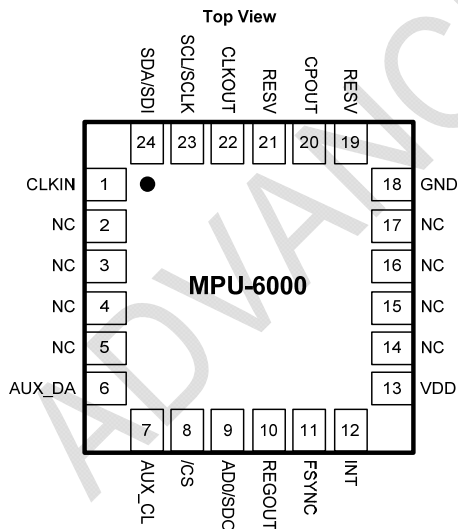 Top View
SDA/SDI
SCL/SCLK
CLKOUT
RESV
CPOUT
RESV
24 23 22 21 20 19
CLKIN 1 18 GND
NC 2 17 NC
NC 3 16 NC
MPU-6000
NC 4 15 NC
NC 5 14 NC
AUX_DA 6 13 VDD
7 8 9 10 11 12
AUX_CL
/CS
AD0/SDO
REGOUT
FSYNC
INT
ADVANC